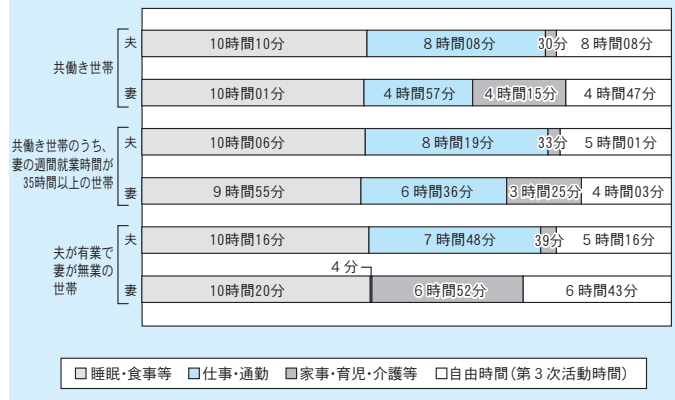 共働き世帯
夫 10時間10分 8時間08分 30分 8時間08分
妻 10時間01分 4時間57分 4時間15分 4時間47分
共働き世帯のうち、
妻の週間就業時間が
35時間以上の世帯
夫 10時間06分 8時間19分 33分 5時間01分
妻 9時間55分 6時間36分 3時間25分 4時間03分
夫が有業で
妻が無業の
世帯
夫 10時間16分 7時間48分 39分 5時間16分
4分
妻 10時間20分 6時間52分 6時間43分
睡眠・食事等 仕事・通勤 家事・育児・介護等 自由時間(第3次活動時間)